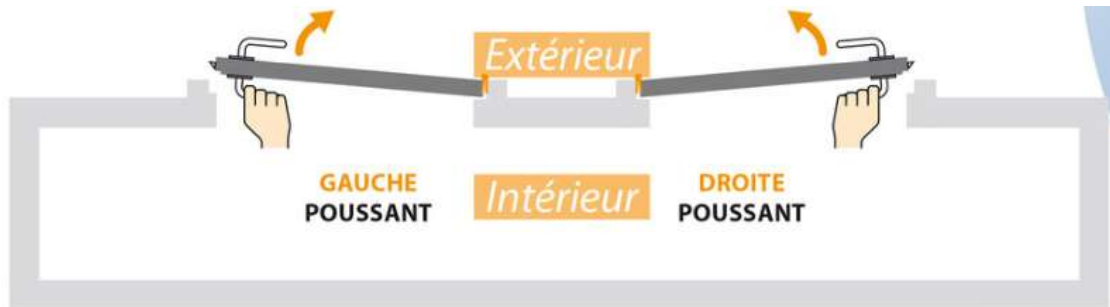 Extérieur
GAUCHE
POUSSANT
Intérieur
DROITE
POUSSANT